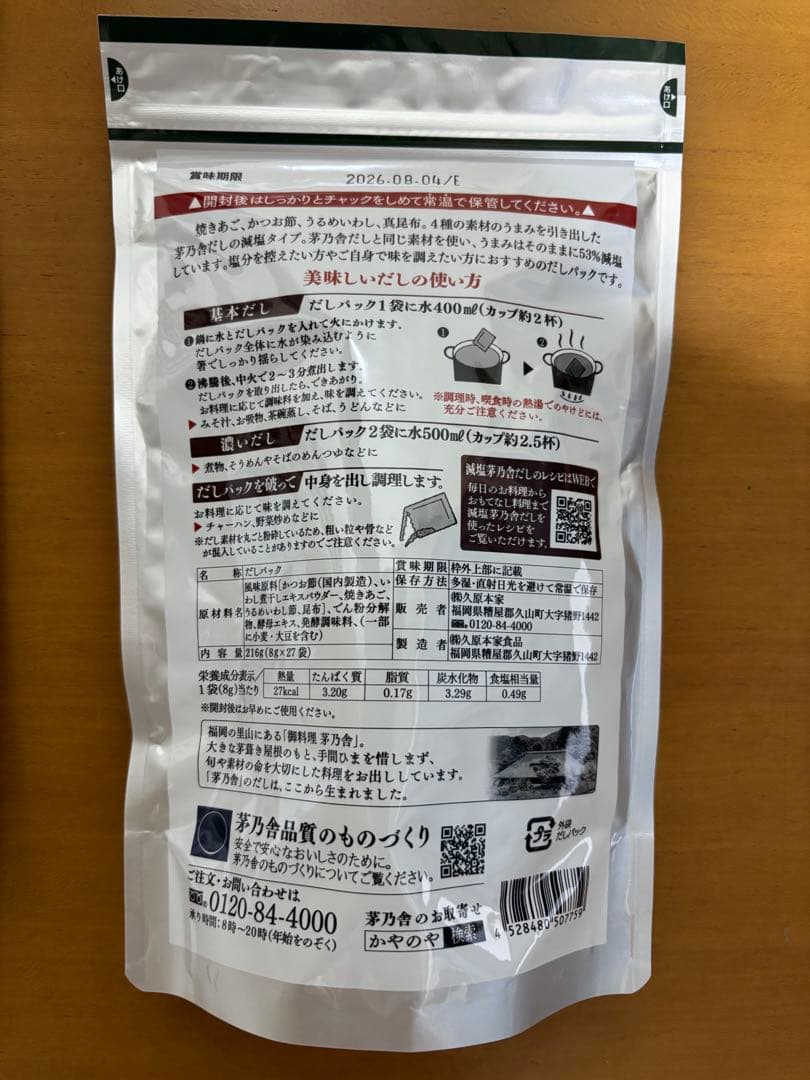 あけ口
あけ口
賞味期限 2026.08.04/E
▲開封後はしっかりとチャックをしめて常温で保管してください。▲
焼きあご、かつお節、うるめいわし、真昆布。4種の素材のうまみを引き出した
茅乃舎だしの減塩タイプ。茅乃舎だしと同じ素材を使い、うまみはそのままに53%減塩
しています。塩分を控えたい方やご自身で味を調えたい方におすすめのだしパックです。
美味しいだしの使い方
基本だし だしパック1袋に水400㎖(カップ約2杯)
❶鍋に水とだしパックを入れて火にかけます。
だしパック全体に水が染み込むように
箸でしっかり揺らしてください。
❷沸騰後、中火で2〜3分煮出します。
だしパックを取り出したら、できあがり。
お料理に応じて調味料を加え、味を調えてください。
▶みそ汁、お吸物、茶碗蒸し、そば、うどんなどに
❶
❷
※調理時、喫食時の熱湯でのやけどには、
充分ご注意ください。
濃いだし だしパック2袋に水500㎖(カップ約2.5杯)
▶煮物、そうめんやそばのめんつゆなどに
だしパックを破って 中身を出し調理します。
お料理に応じて味を調えてください。
▶チャーハン、野菜炒めなどに
※だし素材を丸ごと粉砕しているため、粗い粒や骨など
が混入していることがありますのでご注意ください。
減塩茅乃舎だしのレシピはWEBで
毎日のお料理から
おもてなし料理まで
減塩茅乃舎だしを
使ったレシピを
ご覧いただけます。
名称 だしパック
原材料名 風味原料[かつお節(国内製造)、い
わし煮干しエキスパウダー、焼きあご、
うるめいわし節、昆布]、でん粉分解
物、酵母エキス、発酵調味料、(一部
に小麦・大豆を含む)
内容量 216g(8g×27袋)
賞味期限 枠外上部に記載
保存方法 多湿・直射日光を避けて常温で保存
販売者 ㈱久原本家
福岡県糟屋郡久山町大字猪野1442
0120-84-4000
製造者 ㈱久原本家食品
福岡県糟屋郡久山町大字猪野1442
栄養成分表示/ 熱量 たんぱく質 脂質 炭水化物 食塩相当量
1袋(8g)当たり 27kcal 3.20g 0.17g 3.29g 0.49g
※開封後はお早めにご使用ください。
福岡の里山にある「御料理 茅乃舎」。
大きな茅葺き屋根のもと、手間ひまを惜しまず、
旬や素材の命を大切にした料理をお出ししています。
「茅乃舎」のだしは、ここから生まれました。
茅乃舎品質のものづくり
安全で安心なおいしさのために。
茅乃舎のものづくりについてご覧ください。
プラ
外袋
だしパック
ご注文・お問い合わせは
0120-84-4000
承り時間:8時〜20時(年始をのぞく)
茅乃舎のお取寄せ
かやのや 検索
4 528480 507759